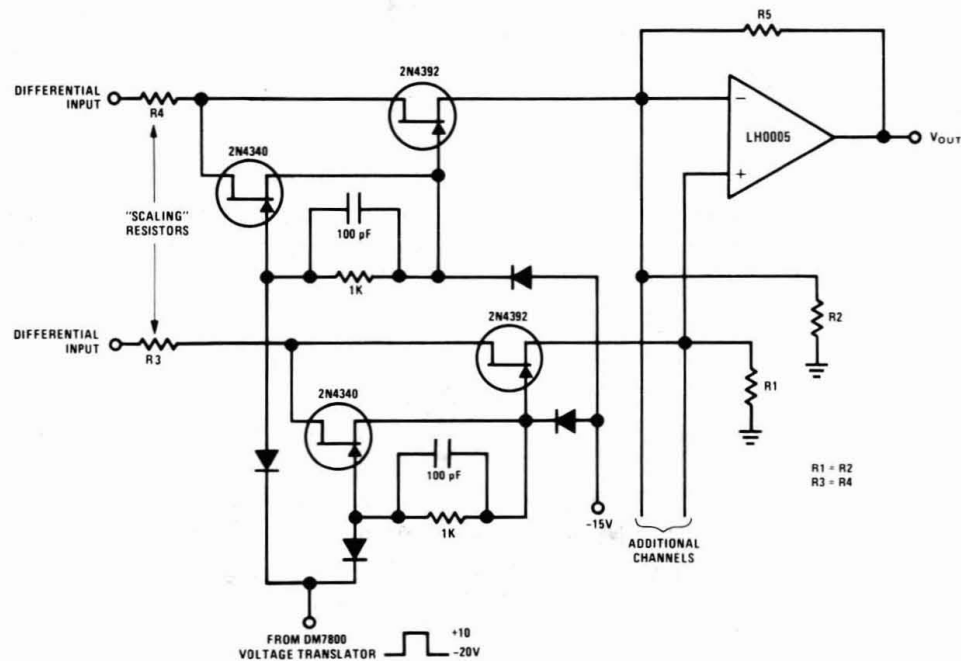 R5
2N4392
DIFFERENTIAL
INPUT
R4
LH0005
−
+
VOUT
2N4340
"SCALING"
RESISTORS
100 pF
1K
2N4392
R2
DIFFERENTIAL
INPUT
R3
R1
2N4340
100 pF
R1 = R2
R3 = R4
1K
−15V
ADDITIONAL
CHANNELS
FROM DM7800
VOLTAGE TRANSLATOR
+10
−20V